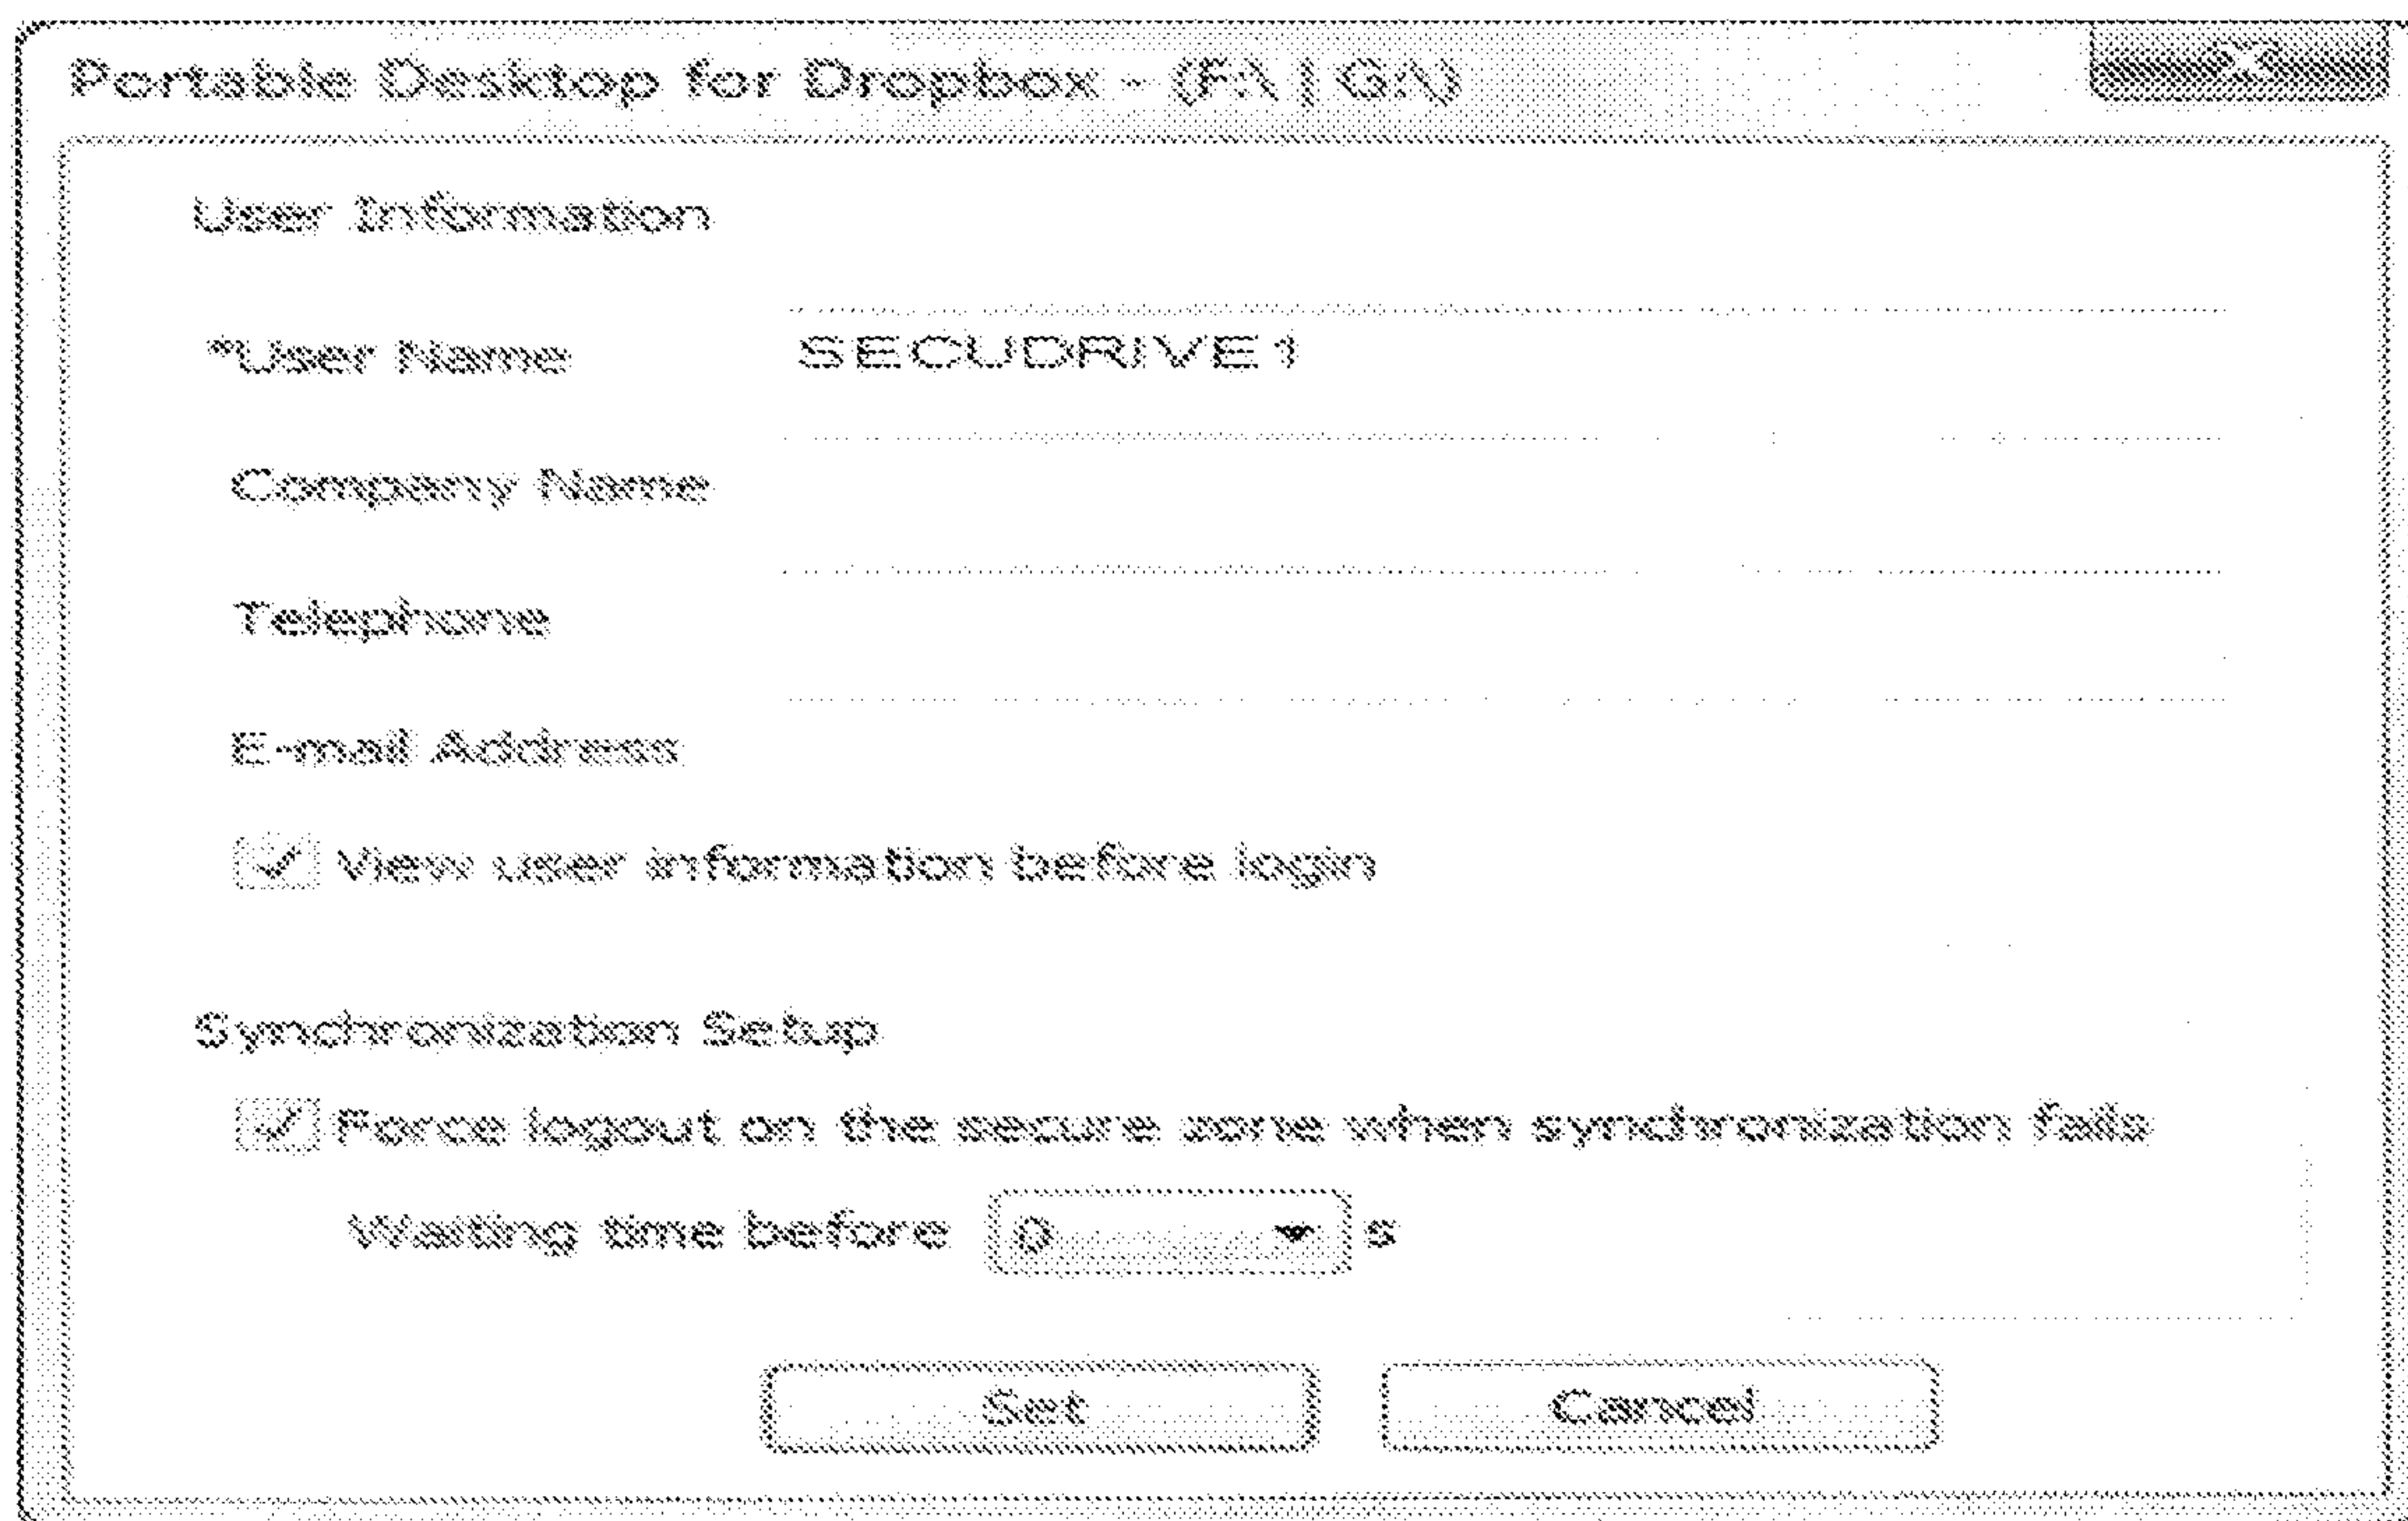 Portable Desktop for Dropbox - (F:\ | G:\)
User Information
*User Name SECUDRIVE1
Company Name
Telephone
E-mail Address
View user information before login
Synchronization Setup
Force logout on the secure zone when synchronization fails
Waiting time before 0 s
Set Cancel